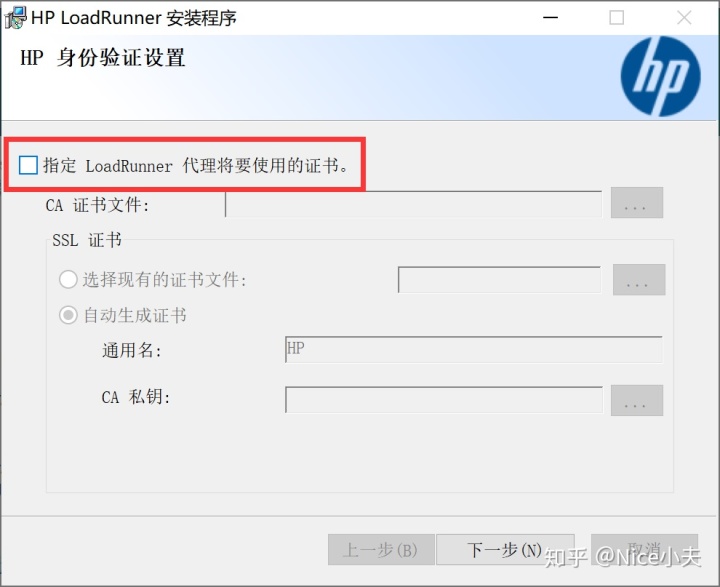 HP LoadRunner 安装程序
HP 身份验证设置
hp
指定 LoadRunner 代理将要使用的证书。
CA 证书文件:
...
SSL 证书
选择现有的证书文件:
...
自动生成证书
通用名:
HP
CA 私钥:
...
上一步(B)
下一步(N)
取消
知乎 @Nice小夫